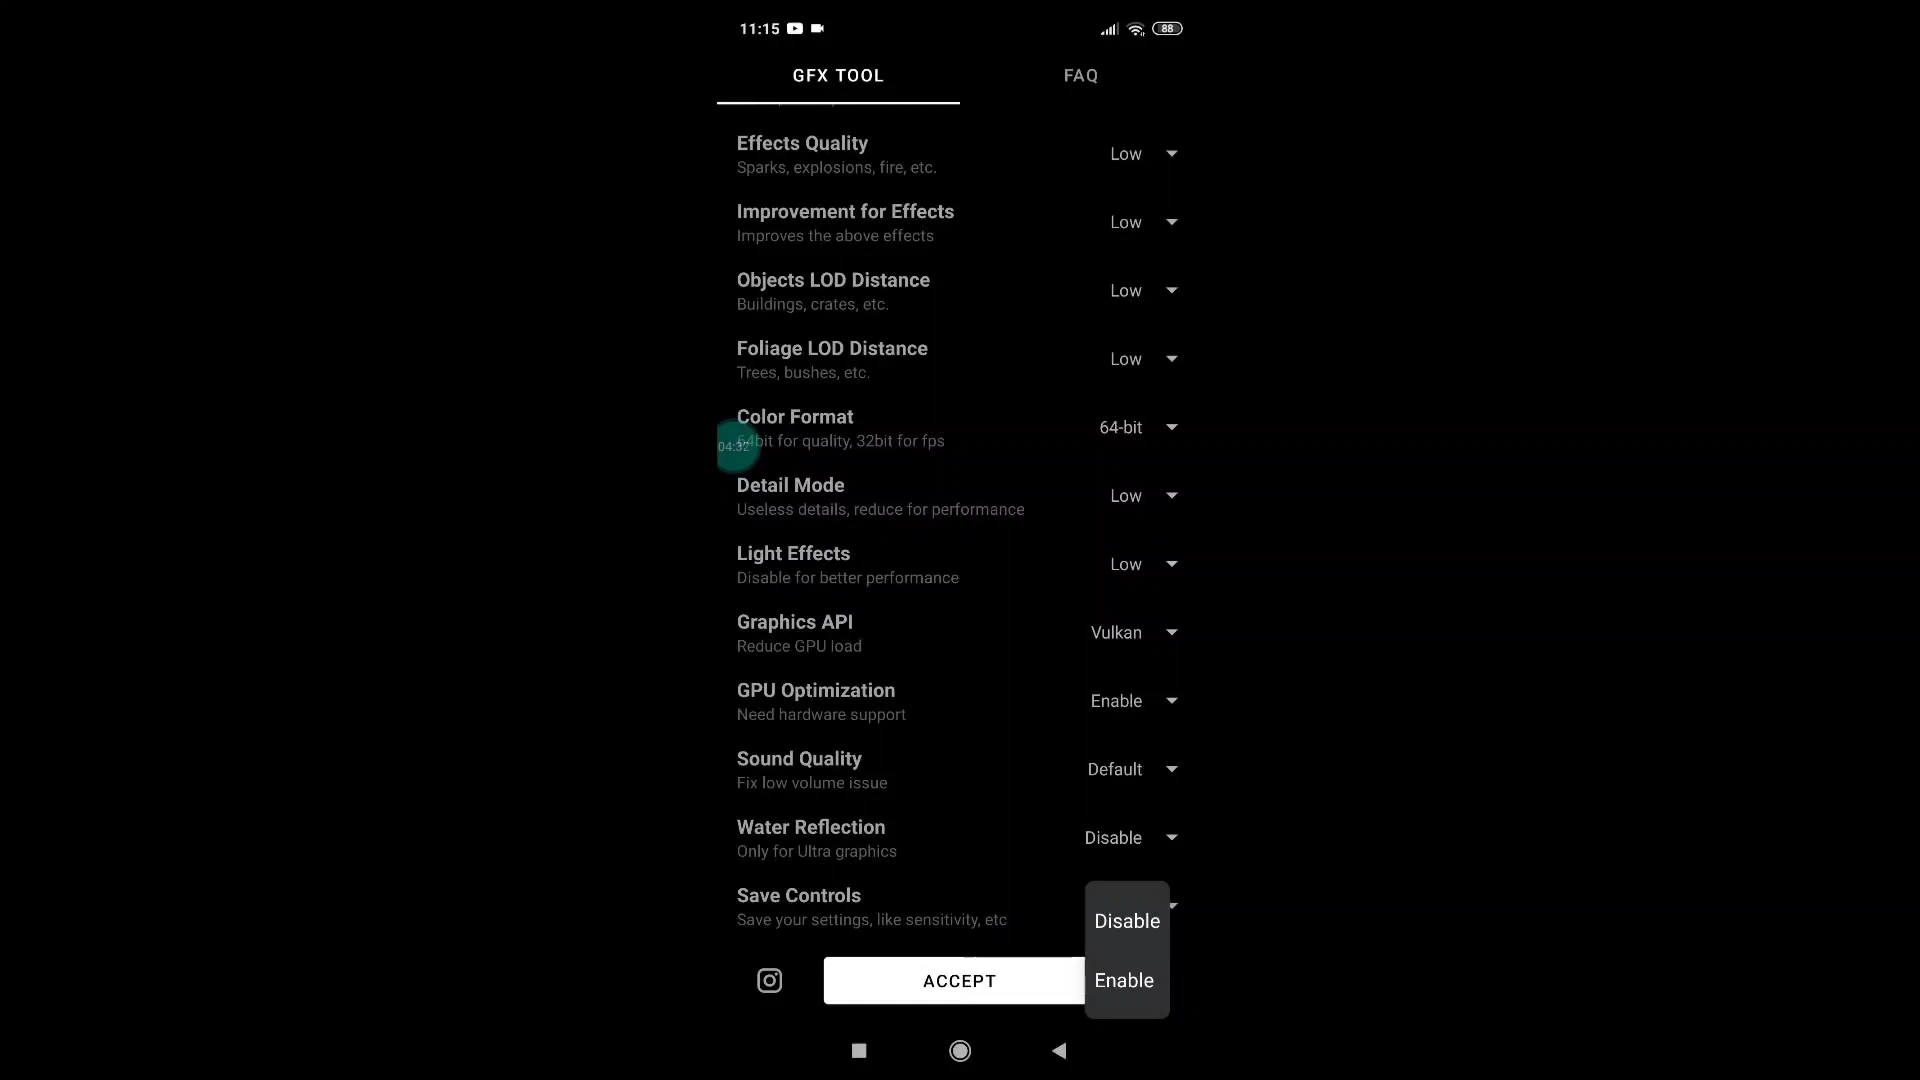 11:15
88
GFX TOOL
FAQ
Effects Quality
Low
Sparks, explosions, fire, etc.
Improvement for Effects
Low
Improves the above effects
Objects LOD Distance
Low
Buildings, crates, etc.
Foliage LOD Distance
Low
Trees, bushes, etc.
Color Format
64-bit
64bit for quality, 32bit for fps
04:32
Detail Mode
Low
Useless details, reduce for performance
Light Effects
Low
Disable for better performance
Graphics API
Vulkan
Reduce GPU load
GPU Optimization
Enable
Need hardware support
Sound Quality
Default
Fix low volume issue
Water Reflection
Disable
Only for Ultra graphics
Save Controls
Save your settings, like sensitivity, etc
Disable
Enable
ACCEPT